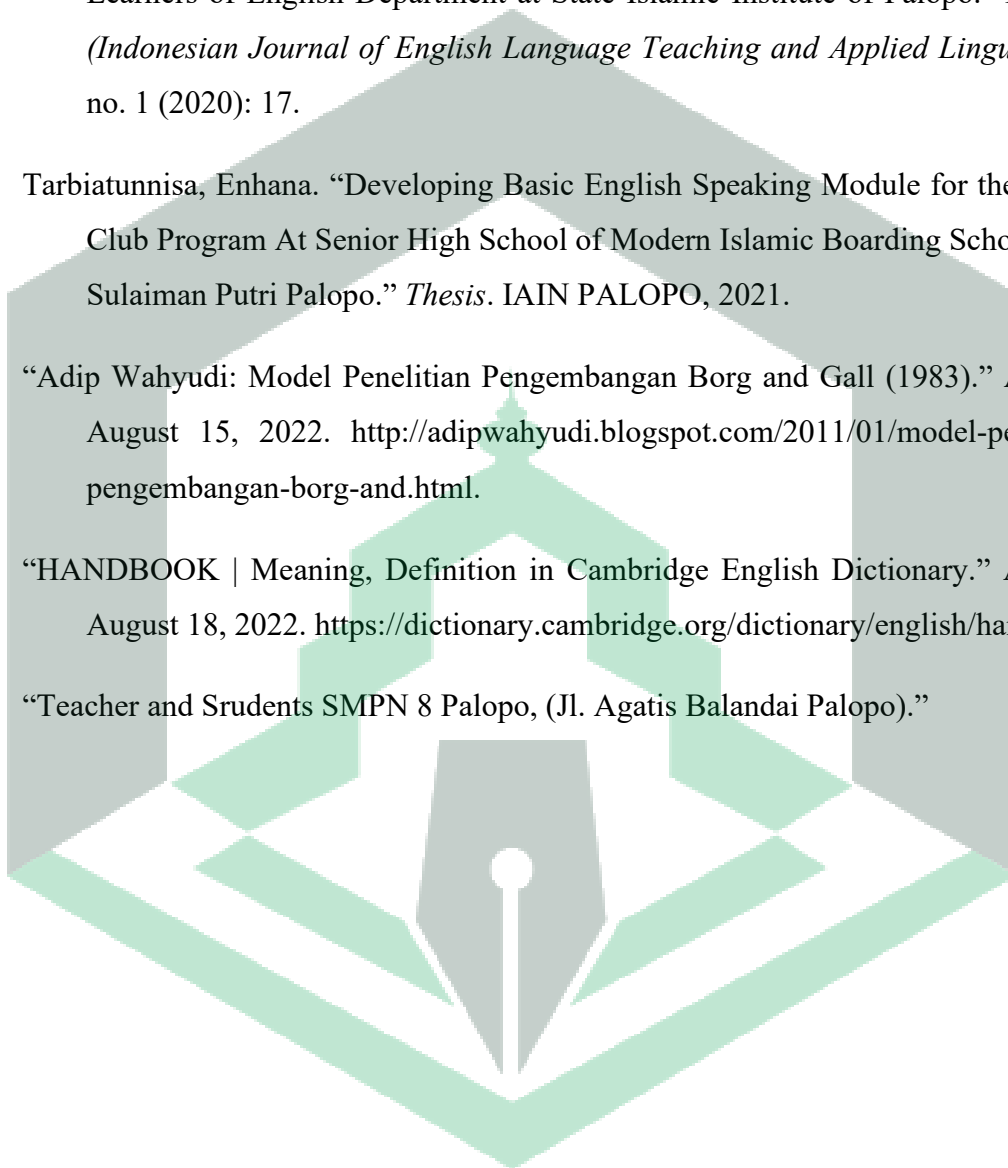 Learners of English Department at State Islamic Institute of Palopo.”
(Indonesian Journal of English Language Teaching and Applied
no. 1 (2020): 17.
Tarbiatunnisa, Enhana. “Developing Basic English Speaking Module for
Club Program At Senior High School of Modern Islamic Boarding
Sulaiman Putri Palopo.” Thesis. IAIN PALOPO, 2021.
“Adip Wahyudi: Model Penelitian Pengembangan Borg and Gall (1983).”
August 15, 2022. http://adipwahyudi.blogspot.com/2011/01/model-
pengembangan-borg-and.html.
“HANDBOOK | Meaning, Definition in Cambridge English Dictionary.”
August 18, 2022. https://dictionary.cambridge.org/dictionary/english/
“Teacher and Srudents SMPN 8 Palopo, (Jl. Agatis Balandai Palopo).”